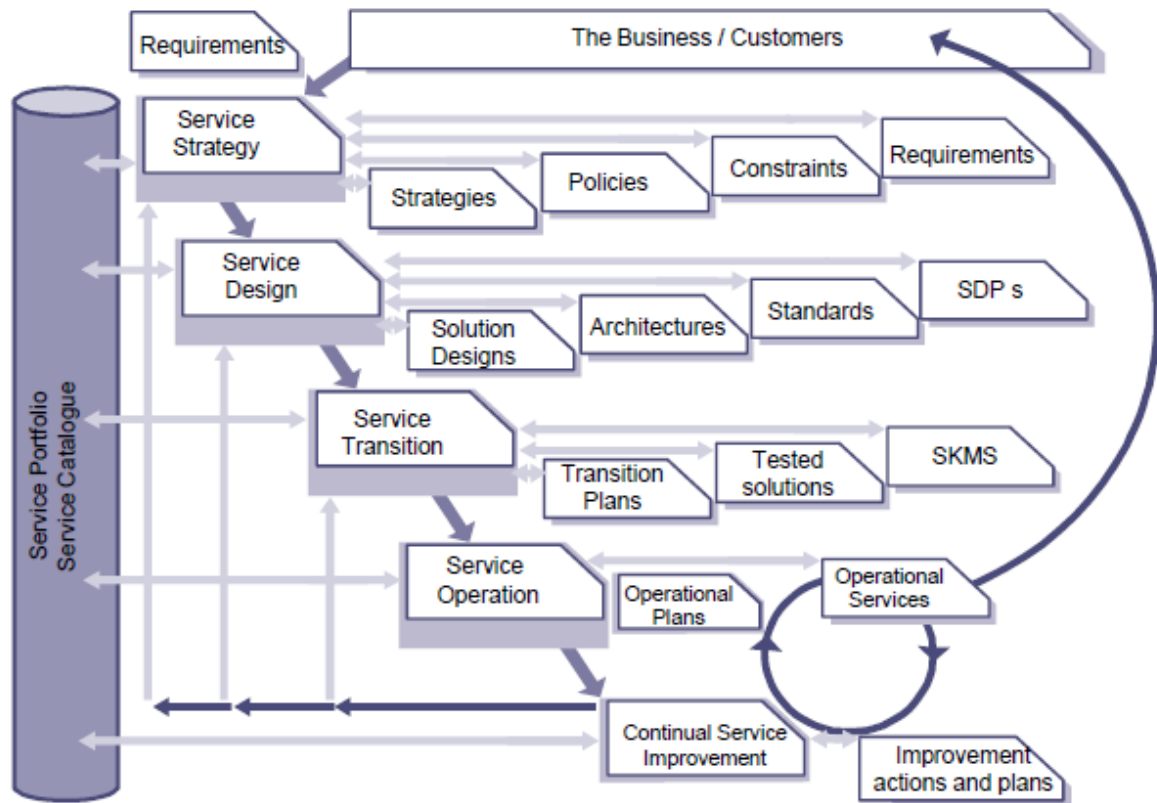 Requirements
The Business / Customers
Service Portfolio
Service Catalogue
Service
Strategy
Strategies
Policies
Constraints
Requirements
Service
Design
Solution
Designs
Architectures
Standards
SDP s
Service
Transition
Transition
Plans
Tested
solutions
SKMS
Service
Operation
Operational
Plans
Operational
Services
Continual Service
Improvement
Improvement
actions and plans